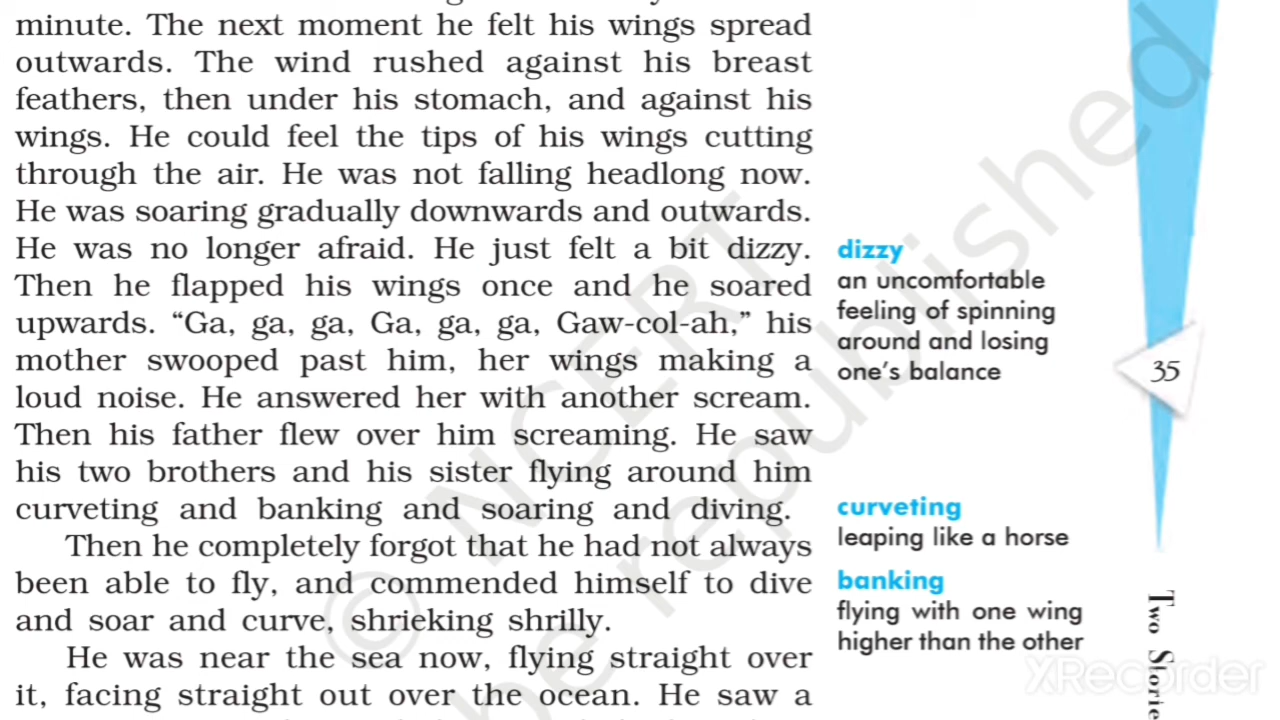 minute. The next moment he felt his wings spread
outwards. The wind rushed against his breast
feathers, then under his stomach, and against his
wings. He could feel the tips of his wings cutting
through the air. He was not falling headlong now.
He was soaring gradually downwards and outwards.
He was no longer afraid. He just felt a bit dizzy.
Then he flapped his wings once and he soared
upwards. “Ga, ga, ga, Ga, ga, ga, Gaw-col-ah,” his
mother swooped past him, her wings making a
loud noise. He answered her with another scream.
Then his father flew over him screaming. He saw
his two brothers and his sister flying around him
curveting and banking and soaring and diving.
Then he completely forgot that he had not always
been able to fly, and commended himself to dive
and soar and curve, shrieking shrilly.
He was near the sea now, flying straight over
it, facing straight out over the ocean. He saw a
dizzy
an uncomfortable
feeling of spinning
around and losing
one’s balance
curveting
leaping like a horse
banking
flying with one wing
higher than the other
35
Two Storie
© NCERT
be republished
XRecorder